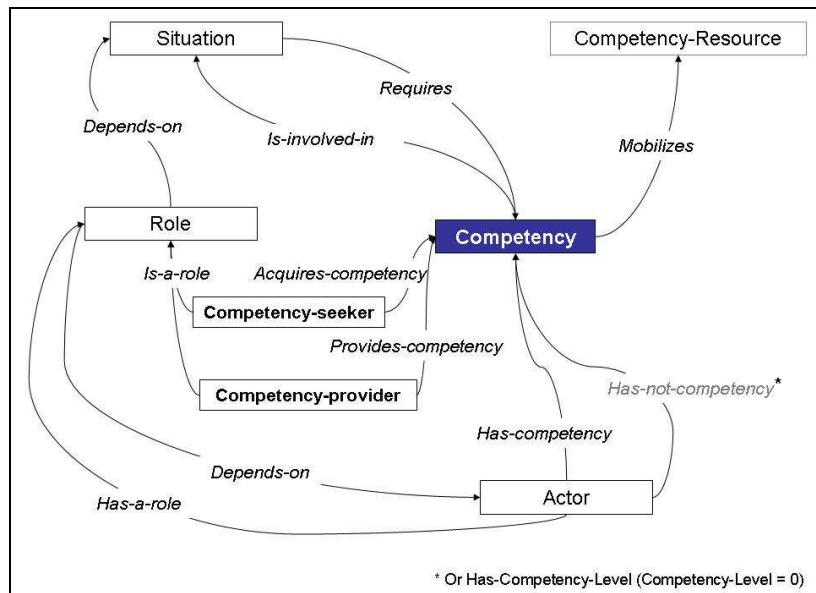 Situation
Competency-Resource
Requires
Depends-on
Is-involved-in
Mobilizes
Role
Competency
Is-a-role
Acquires-competency
Competency-seeker
Provides-competency
Competency-provider
Has-not-competency*
Has-competency
Depends-on
Has-a-role
Actor
* Or Has-Competency-Level (Competency-Level = 0)